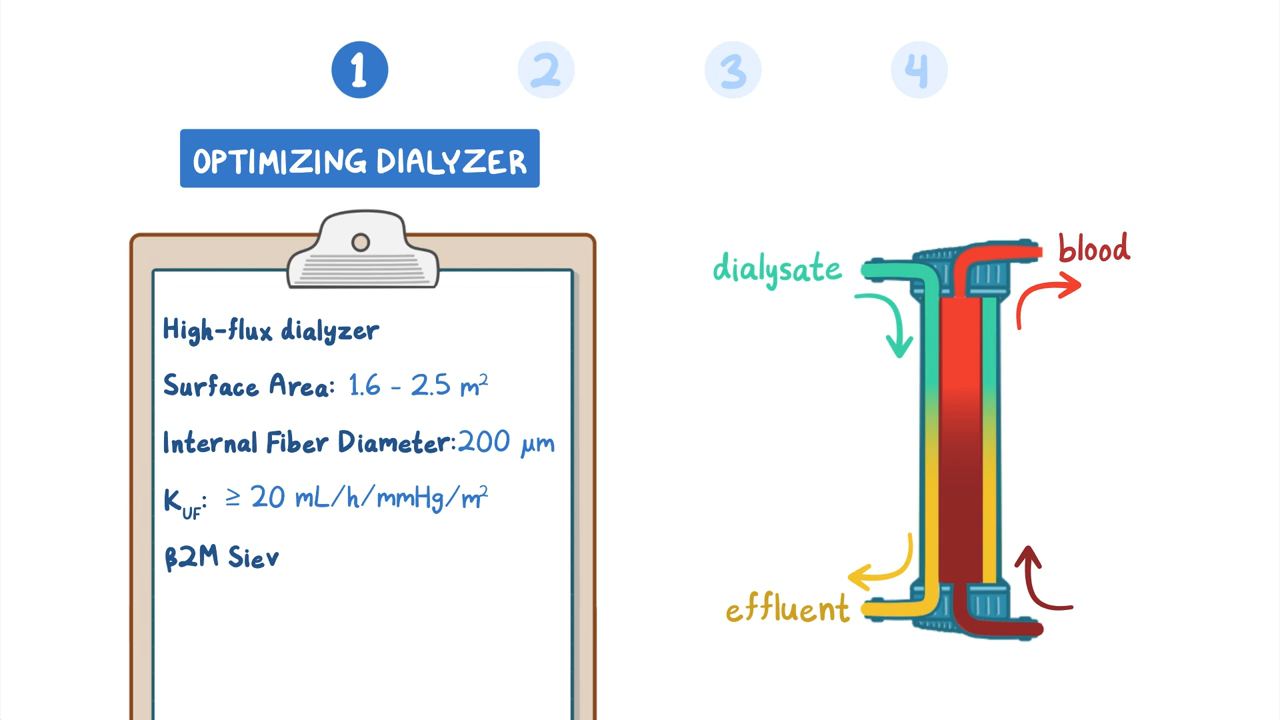 1 2 3 4
OPTIMIZING DIALYZER
High-flux dialyzer
Surface Area: 1.6 - 2.5 m²
Internal Fiber Diameter:200 µm
K_UF: ≥ 20 mL/h/mmHg/m²
β2M Siev
dialysate
blood
effluent